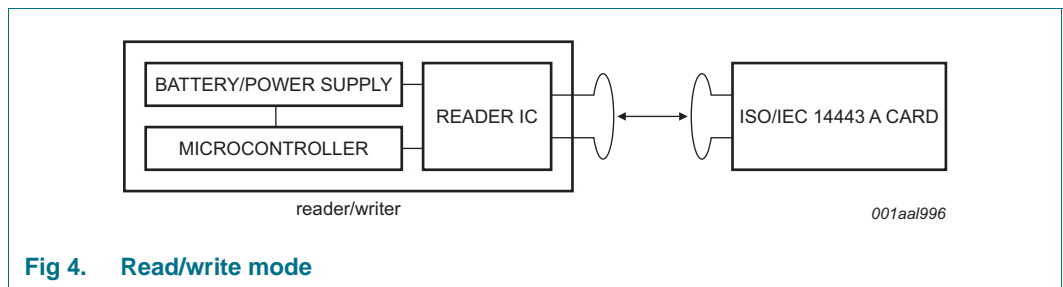 BATTERY/POWER SUPPLY
READER IC
MICROCONTROLLER
ISO/IEC 14443 A CARD
reader/writer
001aal996
Fig 4. Read/write mode